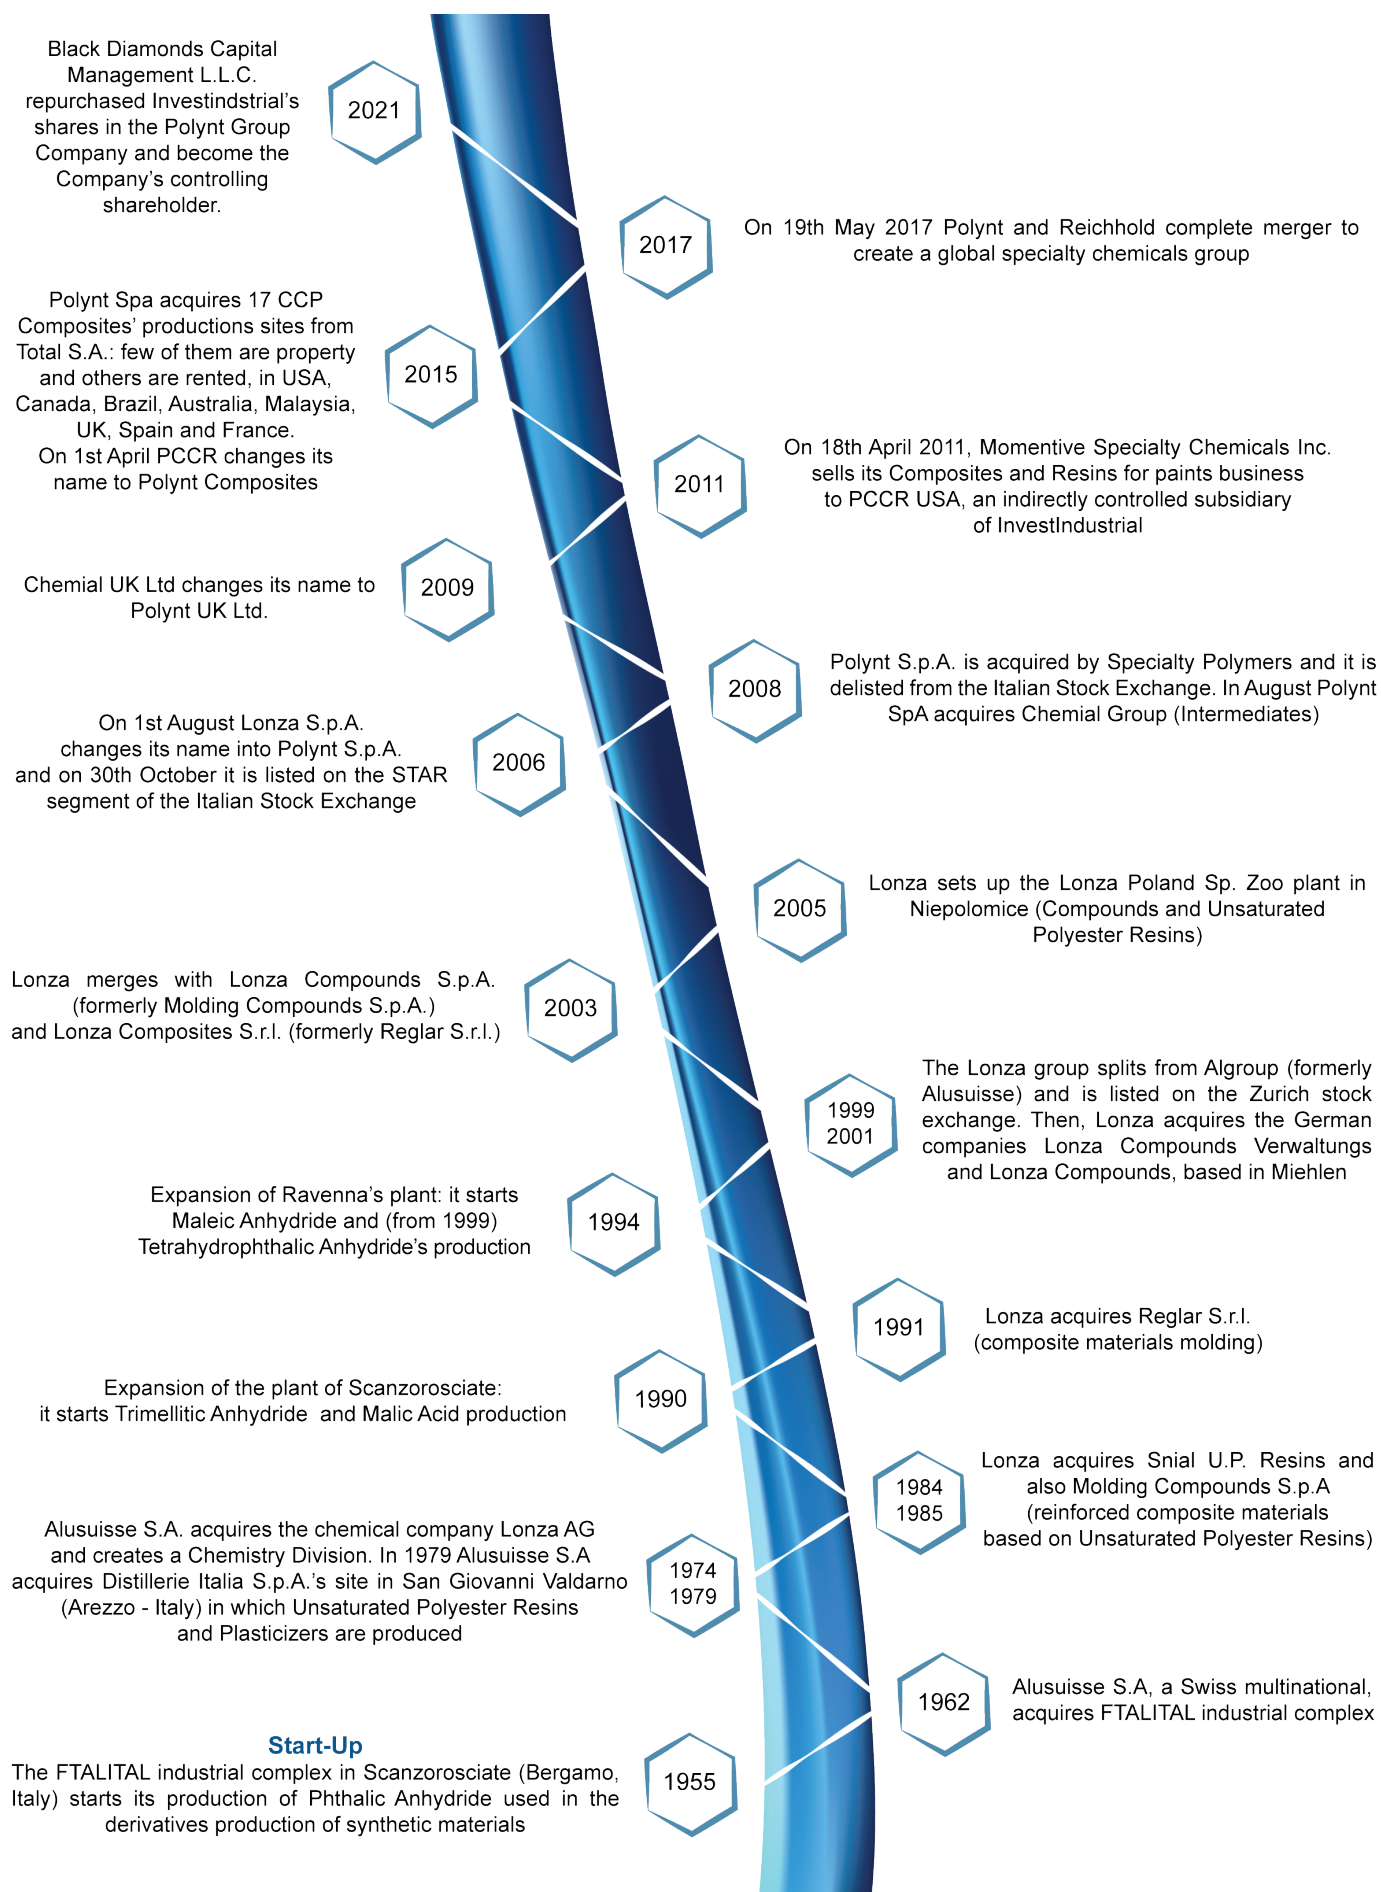 Black Diamonds Capital
Management L.L.C.
repurchased Investindstrial’s
shares in the Polynt Group
Company and become the
Company’s controlling
shareholder.
2021
2017
On 19th May 2017 Polynt and Reichhold complete merger to
create a global specialty chemicals group
Polynt Spa acquires 17 CCP
Composites’ productions sites from
Total S.A.: few of them are property
and others are rented, in USA,
Canada, Brazil, Australia, Malaysia,
UK, Spain and France.
On 1st April PCCR changes its
name to Polynt Composites
2015
2011
On 18th April 2011, Momentive Specialty Chemicals Inc.
sells its Composites and Resins for paints business
to PCCR USA, an indirectly controlled subsidiary
of InvestIndustrial
Chemial UK Ltd changes its name to
Polynt UK Ltd.
2009
2008
Polynt S.p.A. is acquired by Specialty Polymers and it is
delisted from the Italian Stock Exchange. In August Polynt
SpA acquires Chemial Group (Intermediates)
On 1st August Lonza S.p.A.
changes its name into Polynt S.p.A.
and on 30th October it is listed on the STAR
segment of the Italian Stock Exchange
2006
2005
Lonza sets up the Lonza Poland Sp. Zoo plant in
Niepolomice (Compounds and Unsaturated
Polyester Resins)
Lonza merges with Lonza Compounds S.p.A.
(formerly Molding Compounds S.p.A.)
and Lonza Composites S.r.l. (formerly Reglar S.r.l.)
2003
1999
2001
The Lonza group splits from Algroup (formerly
Alusuisse) and is listed on the Zurich stock
exchange. Then, Lonza acquires the German
companies Lonza Compounds Verwaltungs
and Lonza Compounds, based in Miehlen
Expansion of Ravenna’s plant: it starts
Maleic Anhydride and (from 1999)
Tetrahydrophthalic Anhydride’s production
1994
1991
Lonza acquires Reglar S.r.l.
(composite materials molding)
Expansion of the plant of Scanzorosciate:
it starts Trimellitic Anhydride and Malic Acid production
1990
1984
1985
Lonza acquires Snial U.P. Resins and
also Molding Compounds S.p.A
(reinforced composite materials
based on Unsaturated Polyester Resins)
Alusuisse S.A. acquires the chemical company Lonza AG
and creates a Chemistry Division. In 1979 Alusuisse S.A
acquires Distillerie Italia S.p.A.’s site in San Giovanni Valdarno
(Arezzo - Italy) in which Unsaturated Polyester Resins
and Plasticizers are produced
1974
1979
1962
Alusuisse S.A, a Swiss multinational,
acquires FTALITAL industrial complex
Start-Up
The FTALITAL industrial complex in Scanzorosciate (Bergamo,
Italy) starts its production of Phthalic Anhydride used in the
derivatives production of synthetic materials
1955